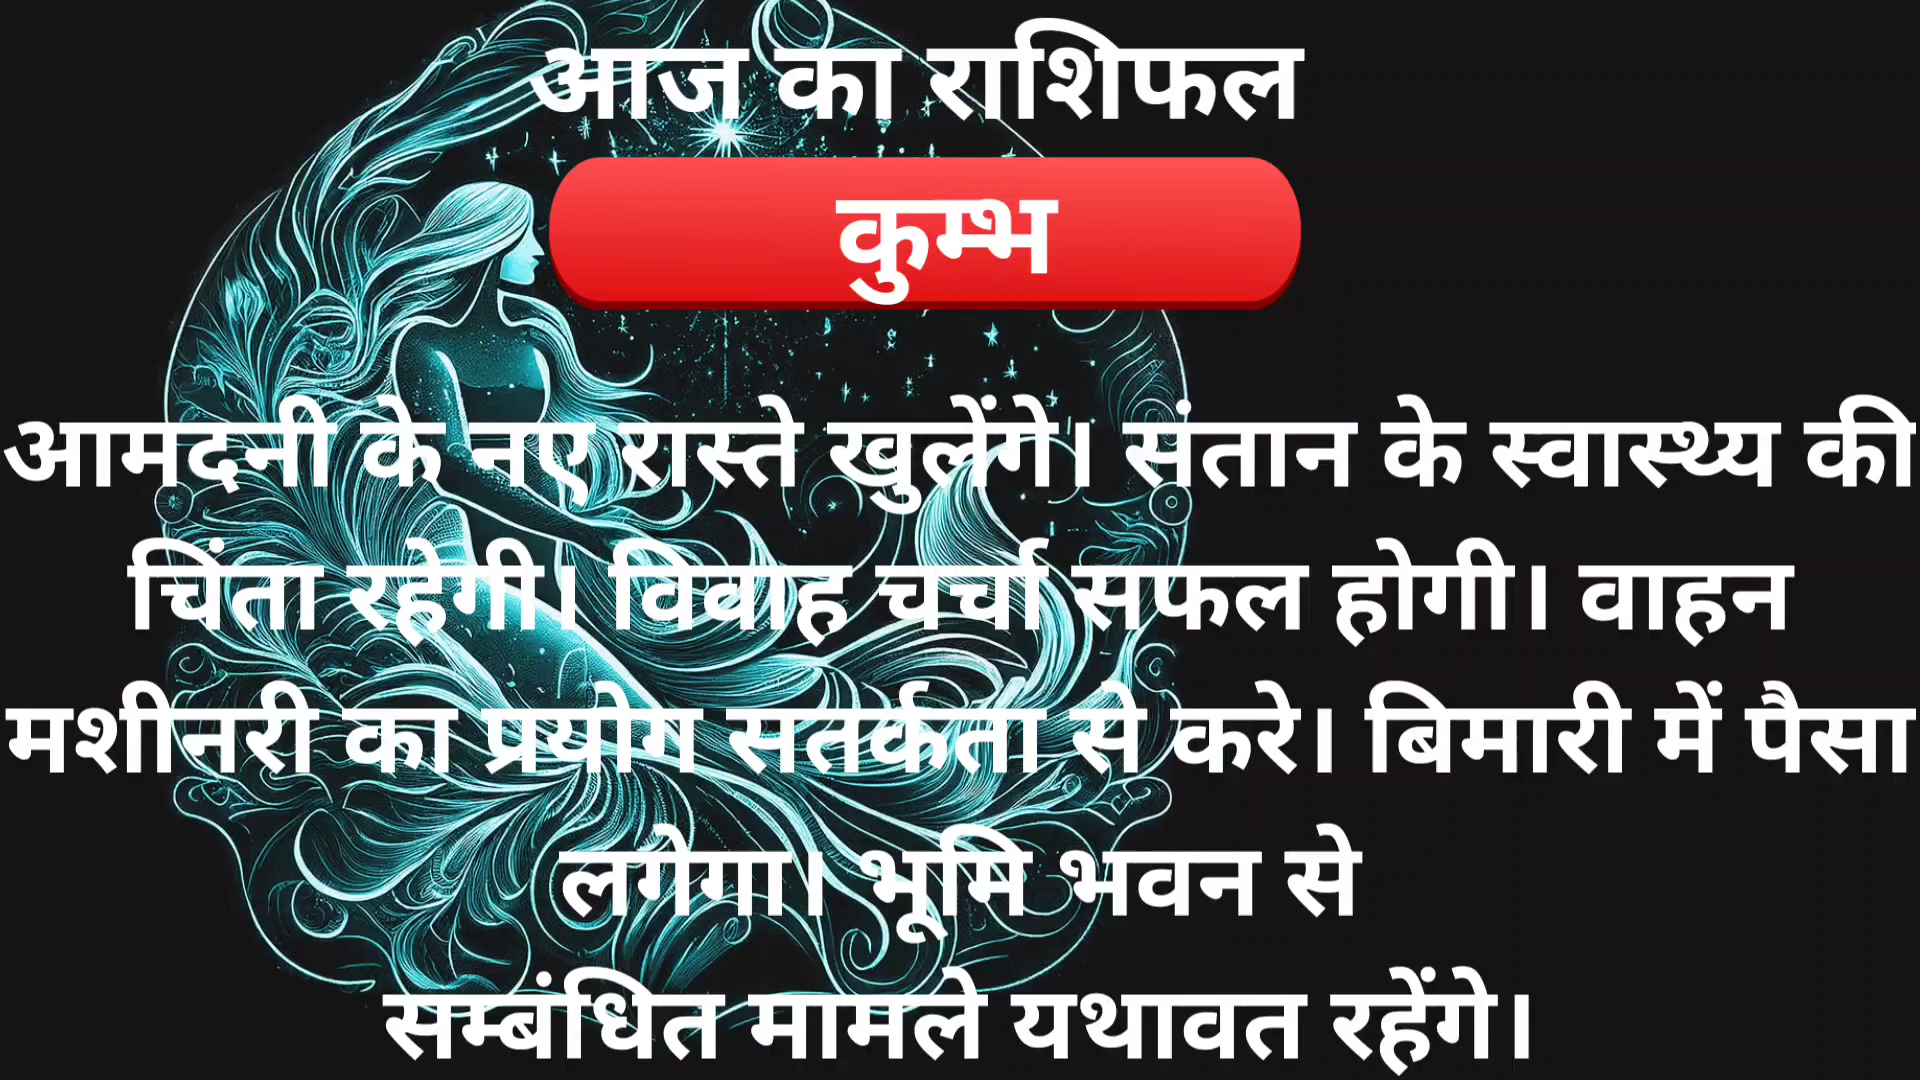 आज का राशिफल
कुम्भ
आमदनी के नए रास्ते खुलेंगे। संतान के स्वास्थ्य की
चिंता रहेगी। विवाह चर्चा सफल होगी। वाहन
मशीनरी का प्रयोग सतर्कता से करे। बिमारी में पैसा
लगेगा। भूमि भवन से
सम्बंधित मामले यथावत रहेंगे।